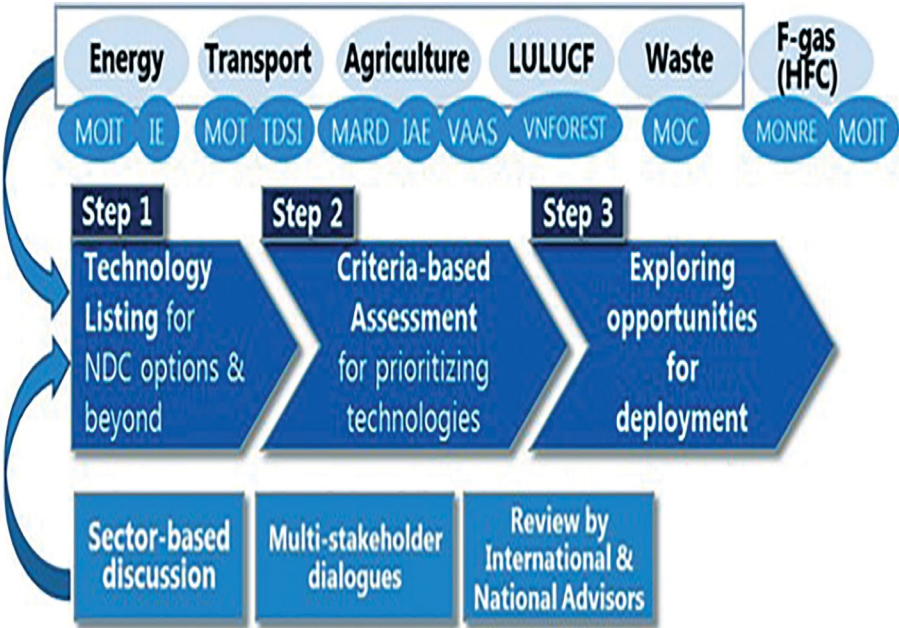 Energy
Transport
Agriculture
LULUCF
Waste
F-gas
(HFC)
MOIT
IE
MOT
TDSI
MARD
IAE
VAAS
VNFOREST
MOC
MONRE
MOIT
Step 1
Technology
Listing for
NDC options &
beyond
Step 2
Criteria-based
Assessment
for prioritizing
technologies
Step 3
Exploring
opportunities
for
deployment
Sector-based
discussion
Multi-stakeholder
dialogues
Review by
International &
National Advisors